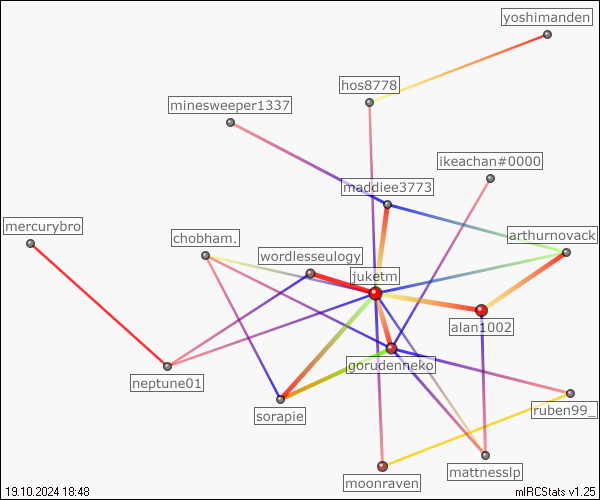 yoshimanden
hos8778
minesweeper1337
ikeachan#0000
maddiee3773
mercurybro
chobham.
arthurnovack
wordlesseulogy
juketm
alan1002
gorudenneko
neptune01
sorapie
ruben99_
mattnesslp
moonraven
19.10.2024 18:48
mIRCStats v1.25